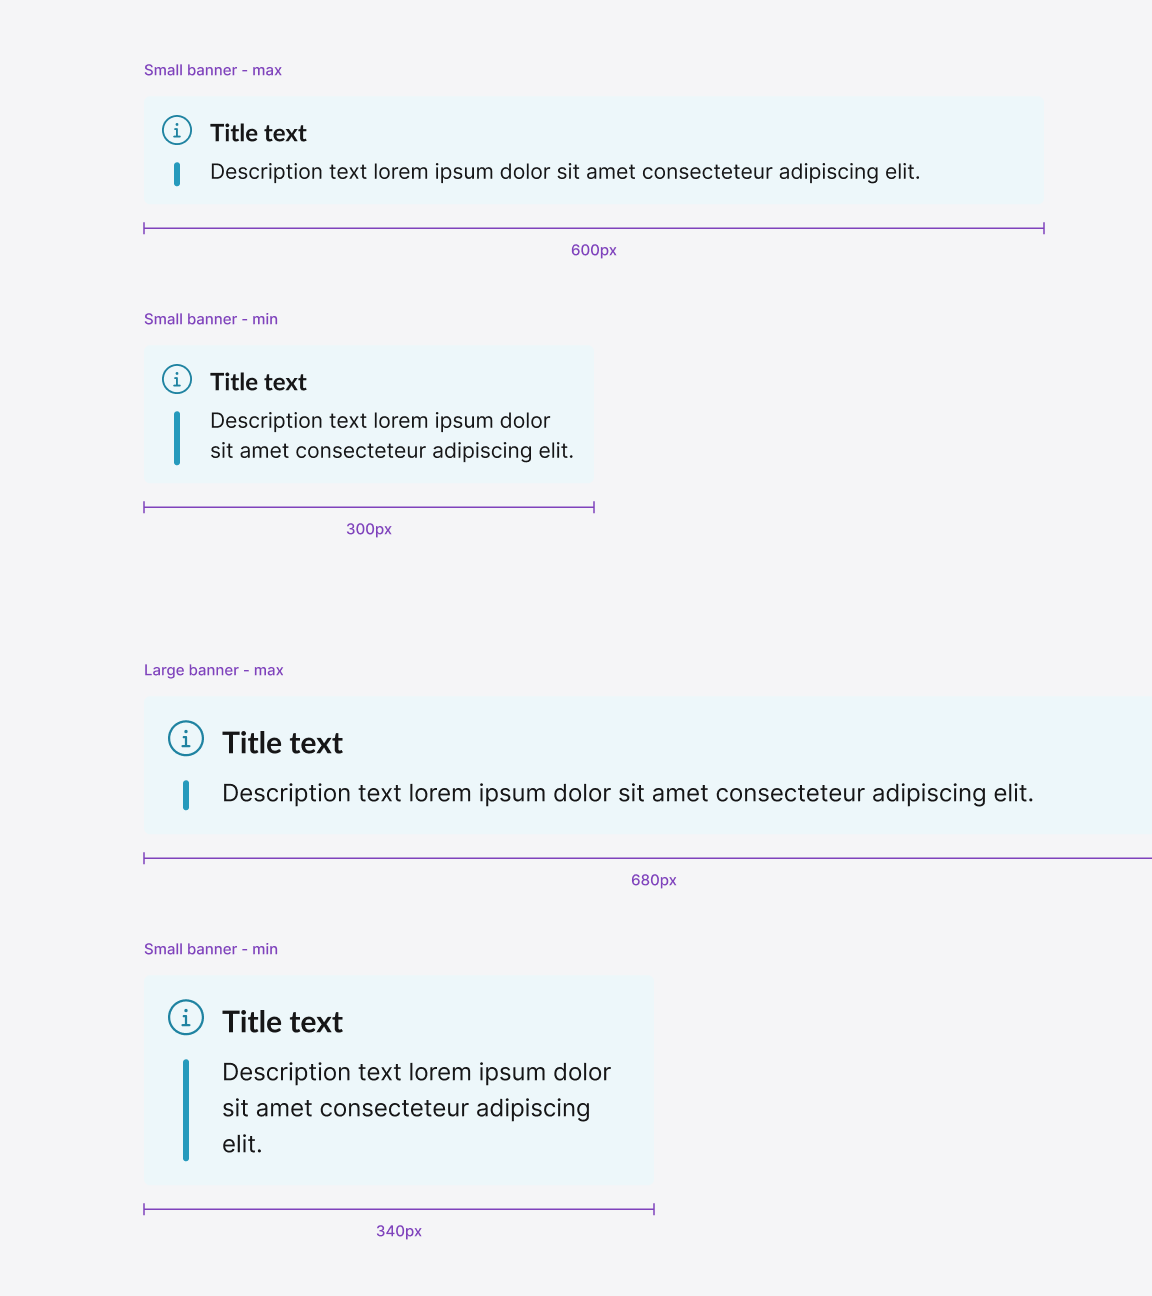 Small banner - max
Title text
Description text lorem ipsum dolor sit amet consecteteur adipiscing elit.
600px
Small banner - min
Title text
Description text lorem ipsum dolor
sit amet consecteteur adipiscing elit.
300px
Large banner - max
Title text
Description text lorem ipsum dolor sit amet consecteteur adipiscing elit.
680px
Small banner - min
Title text
Description text lorem ipsum dolor
sit amet consecteteur adipiscing
elit.
340px